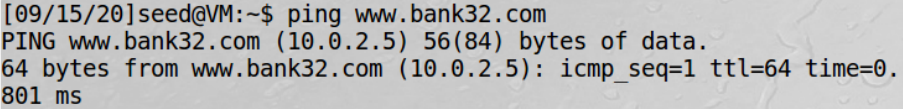 [09/15/20]seed@VM:~$ ping www.bank32.com
PING www.bank32.com (10.0.2.5) 56(84) bytes of data.
64 bytes from www.bank32.com (10.0.2.5): icmp_seq=1 ttl=64 time=0.
801 ms